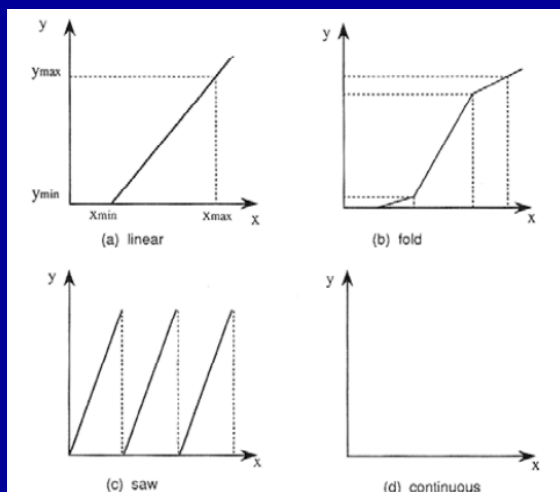 y
ymax
ymin
xmin
xmax
x
(a) linear
y
x
(b) fold
y
x
(c) saw
y
x
(d) continuous